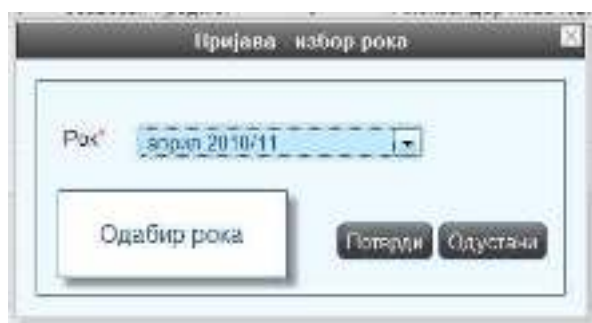 Пријава избор рока
Рок*
април 2010/11
Одабир рока
Потврди Одустани